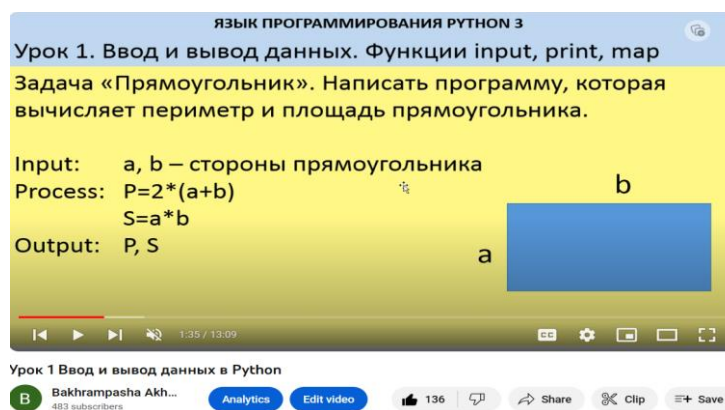 ЯЗЫК ПРОГРАММИРОВАНИЯ PYTHON 3
Урок 1. Ввод и вывод данных. Функции input, print, map
Задача «Прямоугольник». Написать программу, которая
вычисляет периметр и площадь прямоугольника.
Input: a, b – стороны прямоугольника
Process: P=2*(a+b)
S=a*b
Output: P, S
b
a
1:35 / 13:09
CC
Урок 1 Ввод и вывод данных в Python
B
Bakhrampasha Akh...
483 subscribers
Analytics
Edit video
136
Share
Clip
Save